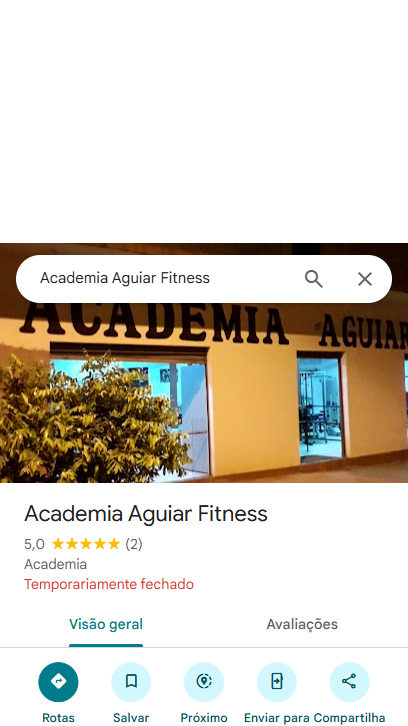 Academia Aguiar Fitness
ACADEMIA AGUIAR
Academia Aguiar Fitness
5,0 (2)
Academia
Temporariamente fechado
Visão geral Avaliações
Rotas Salvar Próximo Enviar para Compartilha